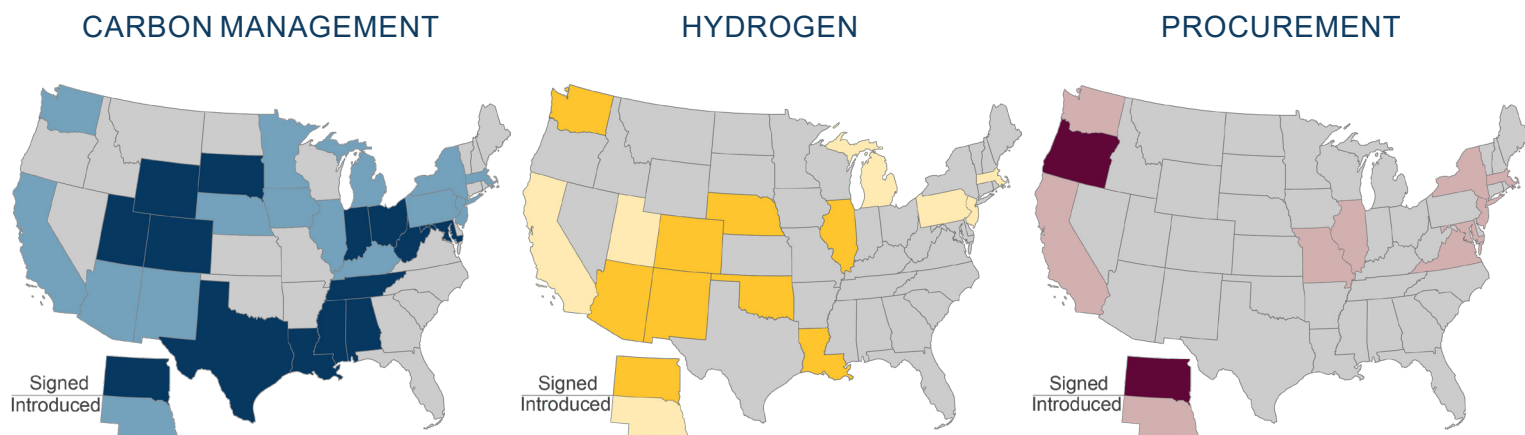 CARBON MANAGEMENT
HYDROGEN
PROCUREMENT
Signed
Introduced
Signed
Introduced
Signed
Introduced